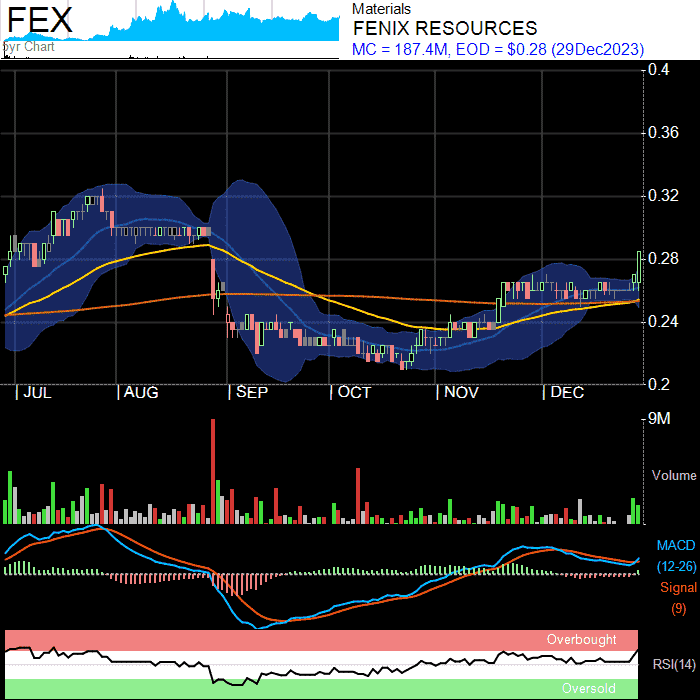 FEX
5yr Chart
Materials
FENIX RESOURCES
MC = 187.4M, EOD = $0.28 (29Dec2023)
0.4
0.36
0.32
0.28
0.24
0.2
JUL
AUG
SEP
OCT
NOV
DEC
9M
Volume
MACD
(12-26)
Signal
(9)
Overbought
RSI(14)
Oversold